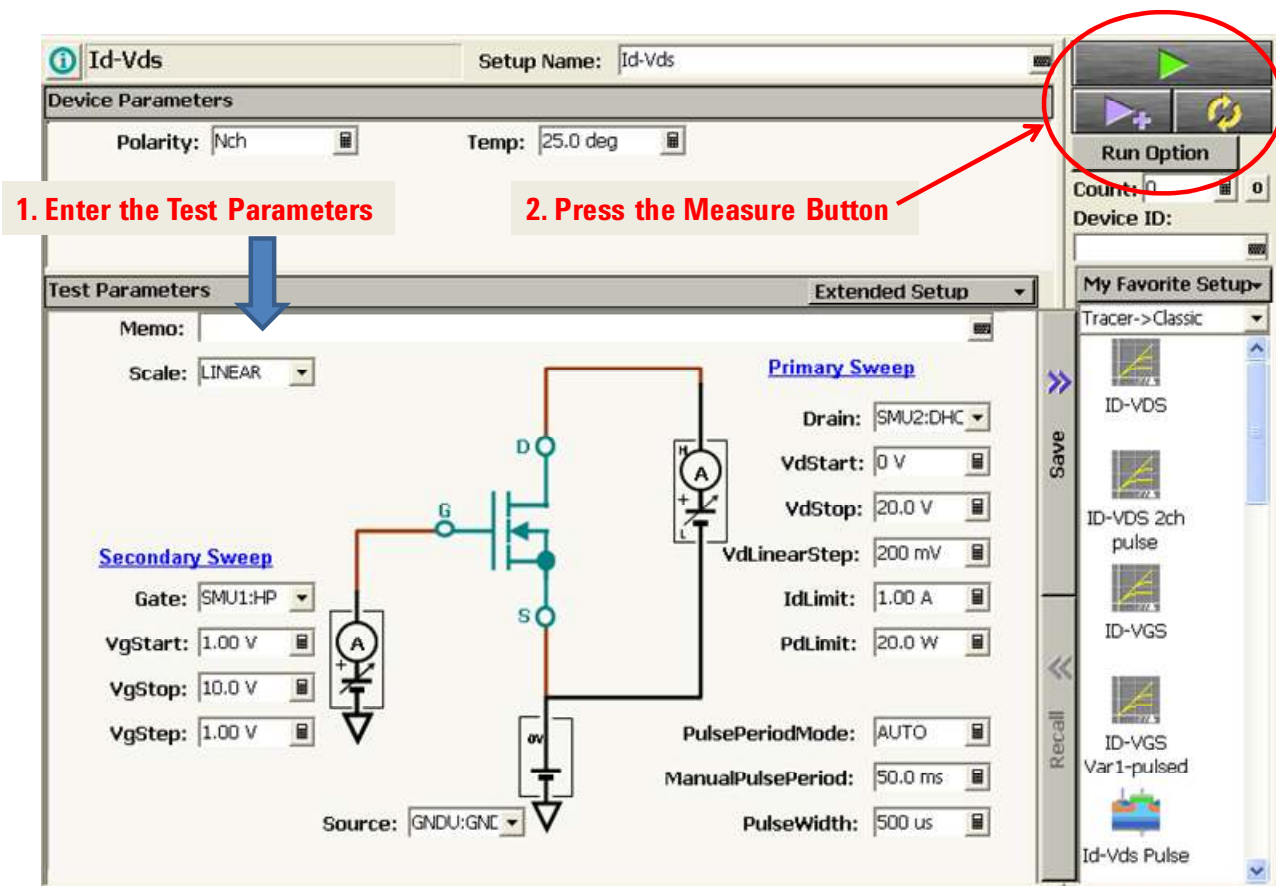 Id-Vds
Setup Name: Id-Vds
Device Parameters
Polarity: Nch
Temp: 25.0 deg
1. Enter the Test Parameters
2. Press the Measure Button
Run Option
Count: 0
0
Device ID:
Test Parameters
Extended Setup
My Favorite Setup
Memo:
Scale: LINEAR
Tracer->Classic
Primary Sweep
Drain: SMU2:DHC
VdStart: 0 V
VdStop: 20.0 V
VdLinearStep: 200 mV
IdLimit: 1.00 A
PdLimit: 20.0 W
PulsePeriodMode: AUTO
ManualPulsePeriod: 50.0 ms
PulseWidth: 500 us
D
G
S
H
A
+
L
Secondary Sweep
Gate: SMU1:HP
VgStart: 1.00 V
VgStop: 10.0 V
VgStep: 1.00 V
A
+
0V
Source: GNDU:GNE
Save
Recall
ID-VDS
ID-VDS 2ch
pulse
ID-VGS
ID-VGS
Var1-pulsed
Id-Vds Pulse